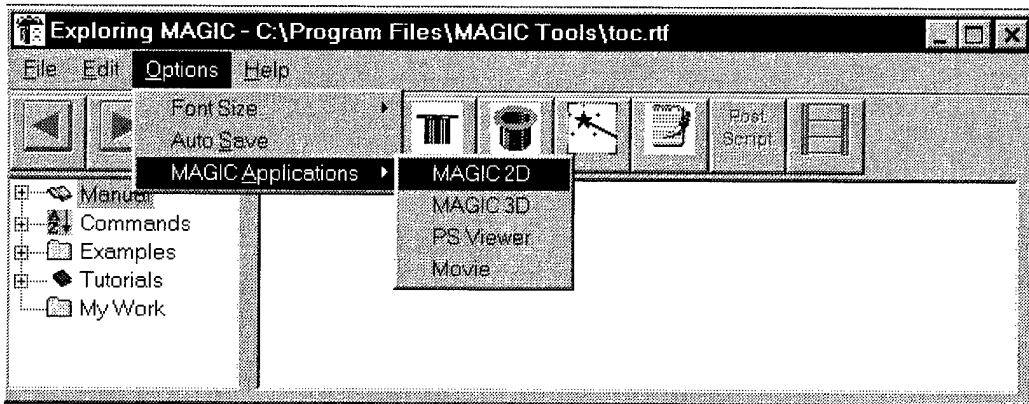 Exploring MAGIC - C:\Program Files\MAGIC Tools\toc.rtf
File Edit Options Help
Font Size
Auto Save
MAGIC Applications
MAGIC 2D
MAGIC 3D
PS Viewer
Movie
Post
Script
Manual
Commands
Examples
Tutorials
My Work